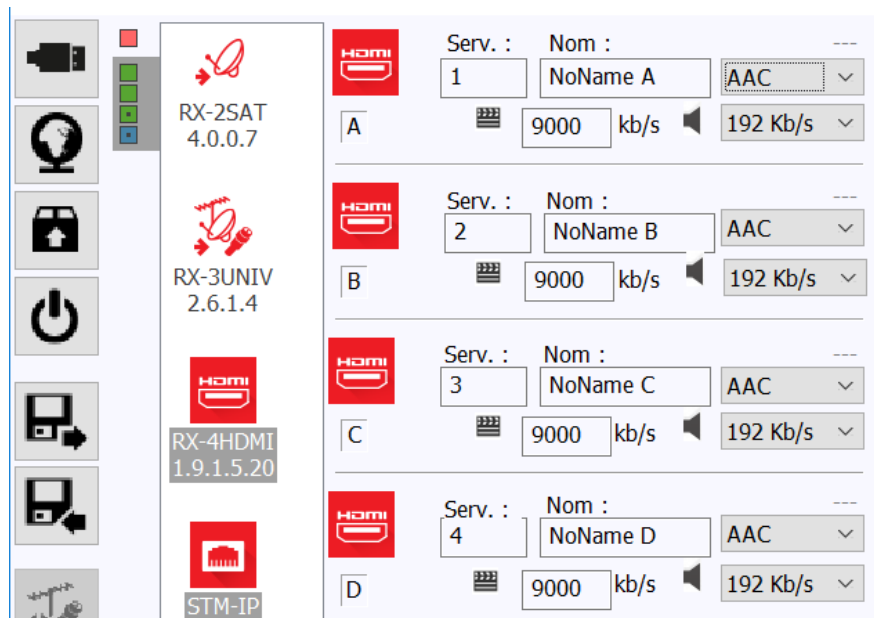 RX-2SAT
4.0.0.7
RX-3UNIV
2.6.1.4
HDMI
RX-4HDMI
1.9.1.5.20
STM-IP
HDMI
Serv. : Nom : ---
1 NoName A AAC
A 9000 kb/s 192 Kb/s
HDMI
Serv. : Nom : ---
2 NoName B AAC
B 9000 kb/s 192 Kb/s
HDMI
Serv. : Nom : ---
3 NoName C AAC
C 9000 kb/s 192 Kb/s
HDMI
Serv. : Nom : ---
4 NoName D AAC
D 9000 kb/s 192 Kb/s